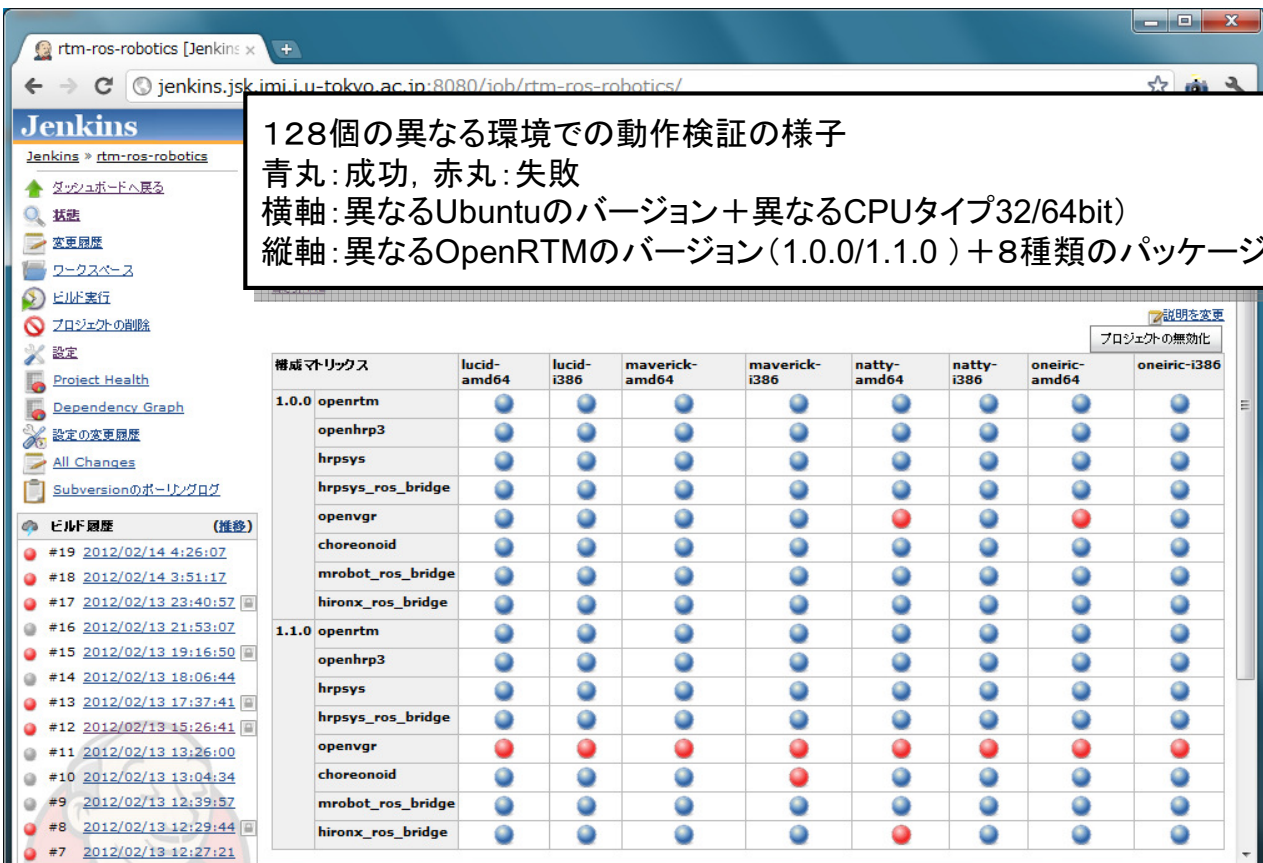 rtm-ros-robotics [Jenkins
jenkins.jsk.imi.i.u-tokyo.ac.jp:8080/job/rtm-ros-robotics/
１２８個の異なる環境での動作検証の様子
青丸：成功，赤丸：失敗
横軸：異なるUbuntuのバージョン＋異なるCPUタイプ32/64bit）
縦軸：異なるOpenRTMのバージョン（1.0.0/1.1.0 ）＋８種類のパッケージ
Jenkins
Jenkins » rtm-ros-robotics
ダッシュボードへ戻る
状態
変更履歴
ワークスペース
ビルド実行
プロジェクトの削除
設定
Project Health
Dependency Graph
設定の変更履歴
All Changes
Subversionのポーリングログ
ビルド履歴 (推移)
#19 2012/02/14 4:26:07
#18 2012/02/14 3:51:17
#17 2012/02/13 23:40:57
#16 2012/02/13 21:53:07
#15 2012/02/13 19:16:50
#14 2012/02/13 18:06:44
#13 2012/02/13 17:37:41
#12 2012/02/13 15:26:41
#11 2012/02/13 13:26:00
#10 2012/02/13 13:04:34
#9 2012/02/13 12:39:57
#8 2012/02/13 12:29:44
#7 2012/02/13 12:27:21
説明を変更
プロジェクトの無効化
構成マトリックス lucid-amd64 lucid-i386 maverick-amd64 maverick-i386 natty-amd64 natty-i386 oneiric-amd64 oneiric-i386
1.0.0 openrtm
openhrp3
hrpsys
hrpsys_ros_bridge
openvgr
choreonoid
mrobot_ros_bridge
hironx_ros_bridge
1.1.0 openrtm
openhrp3
hrpsys
hrpsys_ros_bridge
openvgr
choreonoid
mrobot_ros_bridge
hironx_ros_bridge